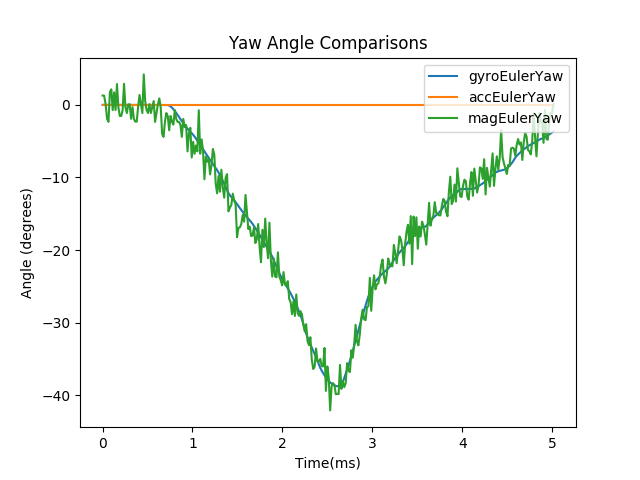 Yaw Angle Comparisons
gyroEulerYaw
accEulerYaw
magEulerYaw
Angle (degrees)
0
−10
−20
−30
−40
0 1 2 3 4 5
Time(ms)